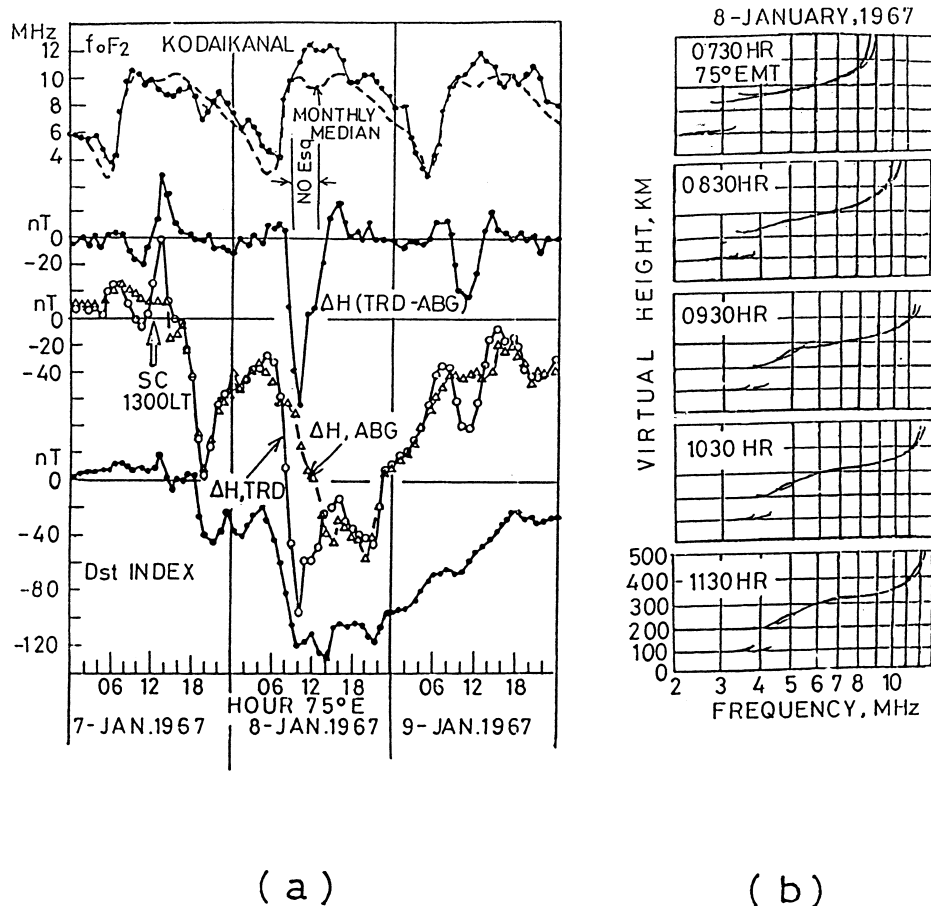 MHz
foF2 KODAIKANAL
12
10
8
6
4
MONTHLY
MEDIAN
NO Esq
nT
0
-20
ΔH(TRD-ABG)
nT
0
-20
-40
SC
1300LT
ΔH, ABG
ΔH,TRD
nT
0
-40
-80
-120
Dst INDEX
06 12 18 06 12 18 06 12 18
HOUR 75°E
7-JAN.1967 8-JAN.1967 9-JAN.1967
(a)
8-JANUARY,1967
0730 HR
75°EMT
0830HR
0930HR
1030 HR
1130HR
VIRTUAL HEIGHT, KM
500
400
300
200
100
0
2 3 4 5 6 7 8 10
FREQUENCY, MHz
(b)